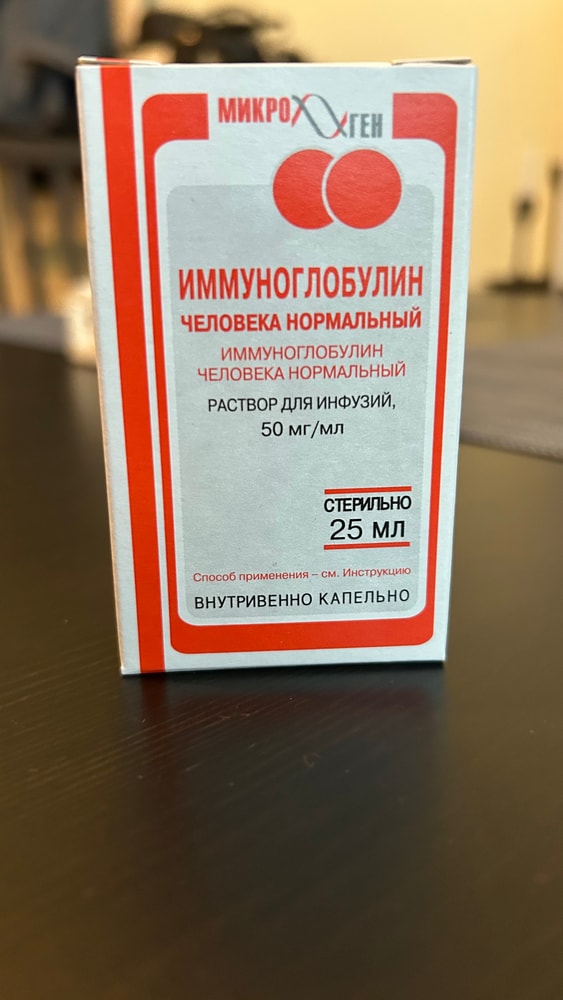 МИКРОГЕН
ИММУНОГЛОБУЛИН
ЧЕЛОВЕКА НОРМАЛЬНЫЙ
ИММУНОГЛОБУЛИН
ЧЕЛОВЕКА НОРМАЛЬНЫЙ
РАСТВОР ДЛЯ ИНФУЗИЙ,
50 мг/мл
СТЕРИЛЬНО
25 мл
Способ применения – см. Инструкцию
ВНУТРИВЕННО КАПЕЛЬНО